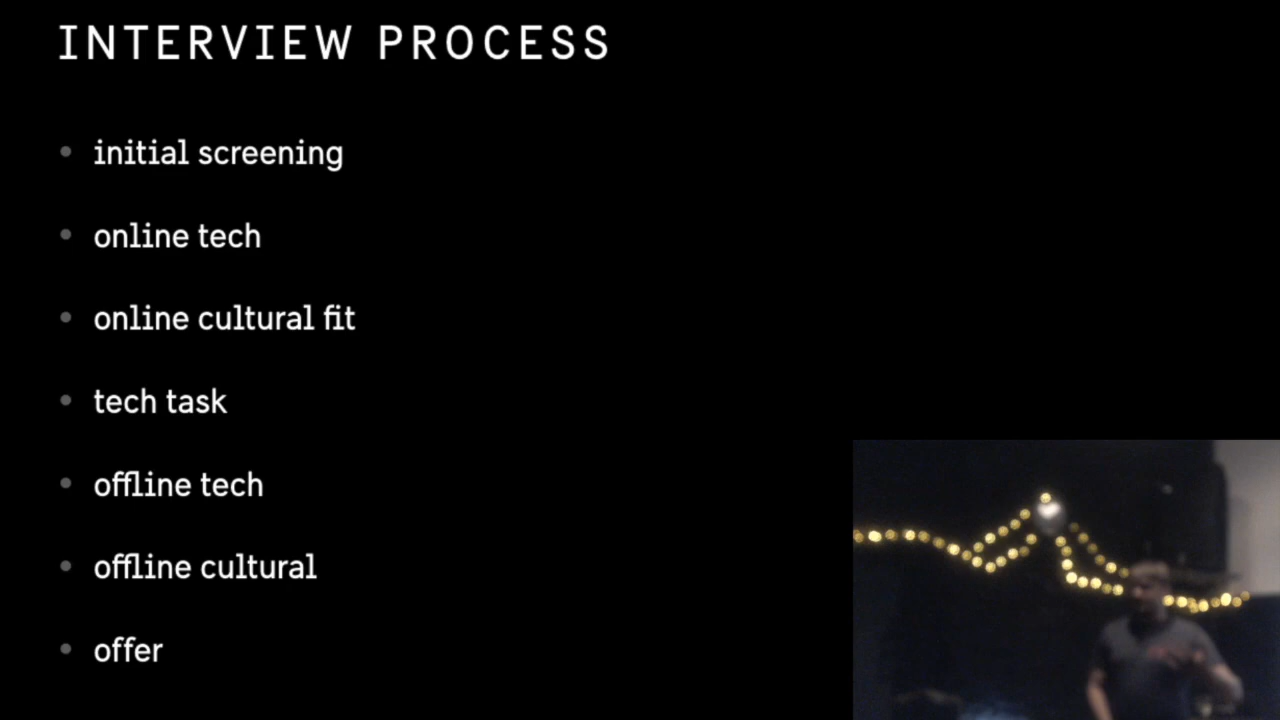 INTERVIEW PROCESS
• initial screening
• online tech
• online cultural fit
• tech task
• offline tech
• offline cultural
• offer